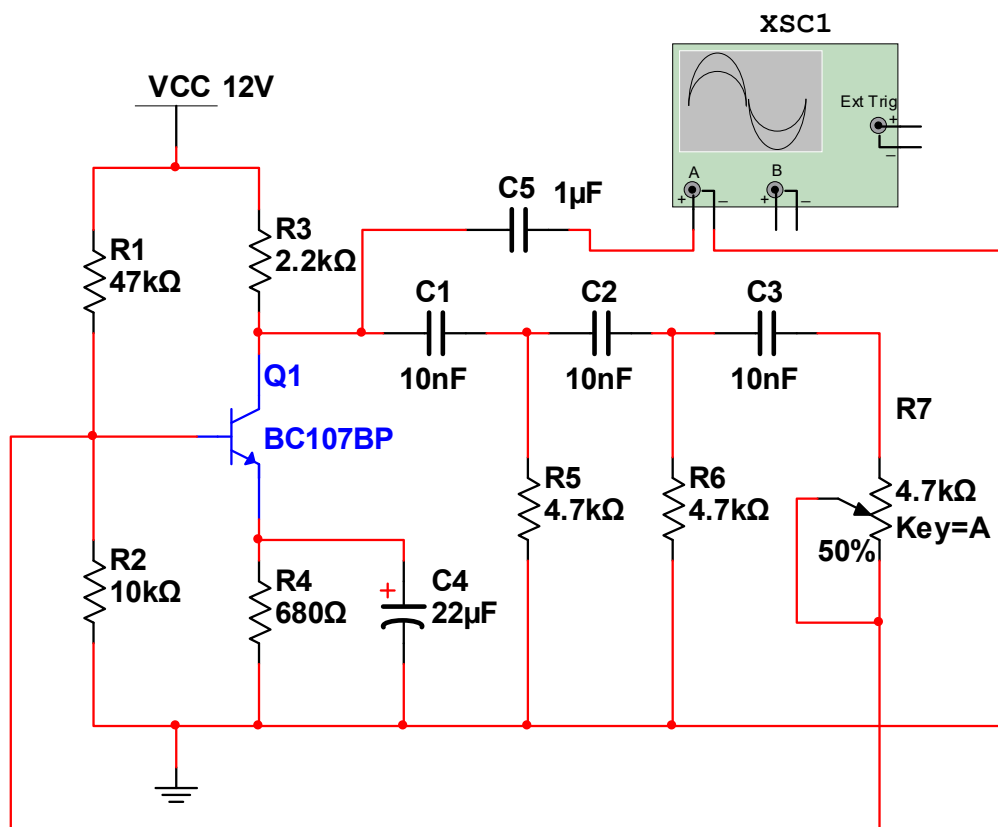 XSC1
Ext Trig
+
−
A
B
+
−
+
−
VCC 12V
C5
1µF
R1
47kΩ
R3
2.2kΩ
C1
10nF
C2
10nF
C3
10nF
Q1
BC107BP
R7
4.7kΩ
Key=A
50%
R5
4.7kΩ
R6
4.7kΩ
R2
10kΩ
R4
680Ω
+
C4
22µF